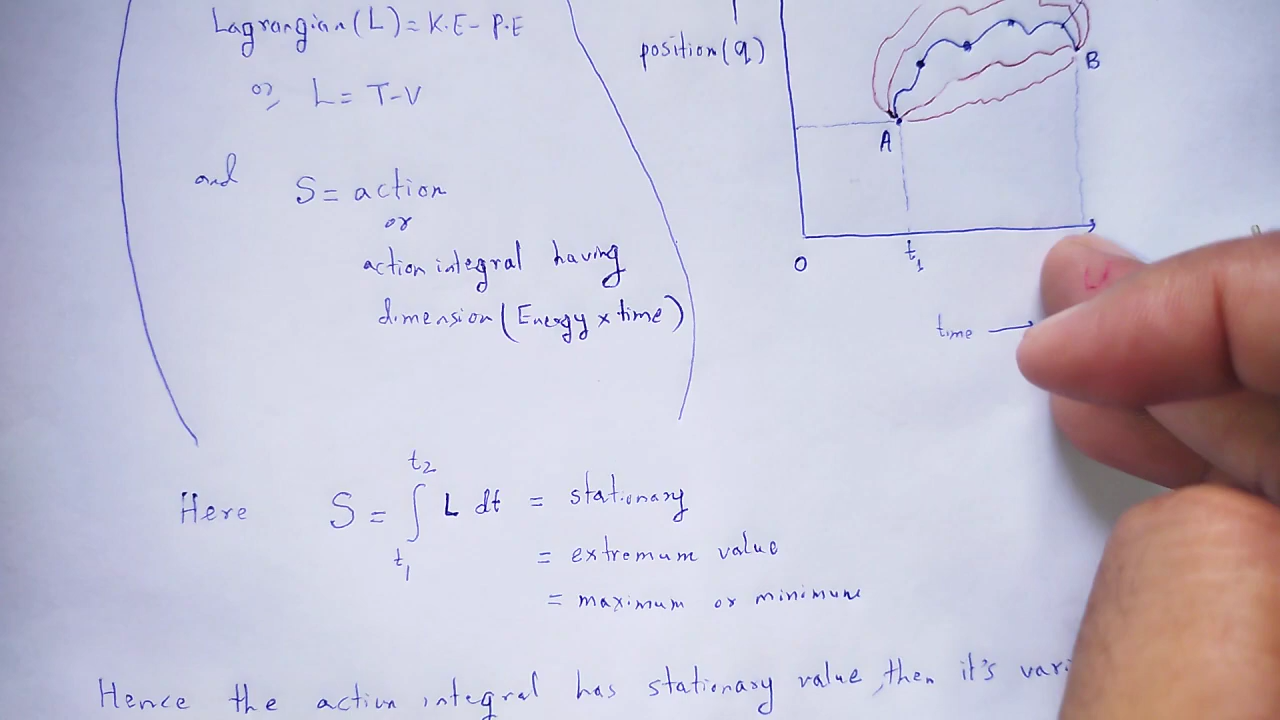 Lagrangian (L) = K.E - P.E
or, L = T-V
and S = action
or
action integral having
dimension (Energy x time)
position (q)
A
B
O
t1
time →
Here S = ∫ t1 t2 L dt = stationary
= extremum value
= maximum or minimum
Hence the action integral has stationary value, then it's